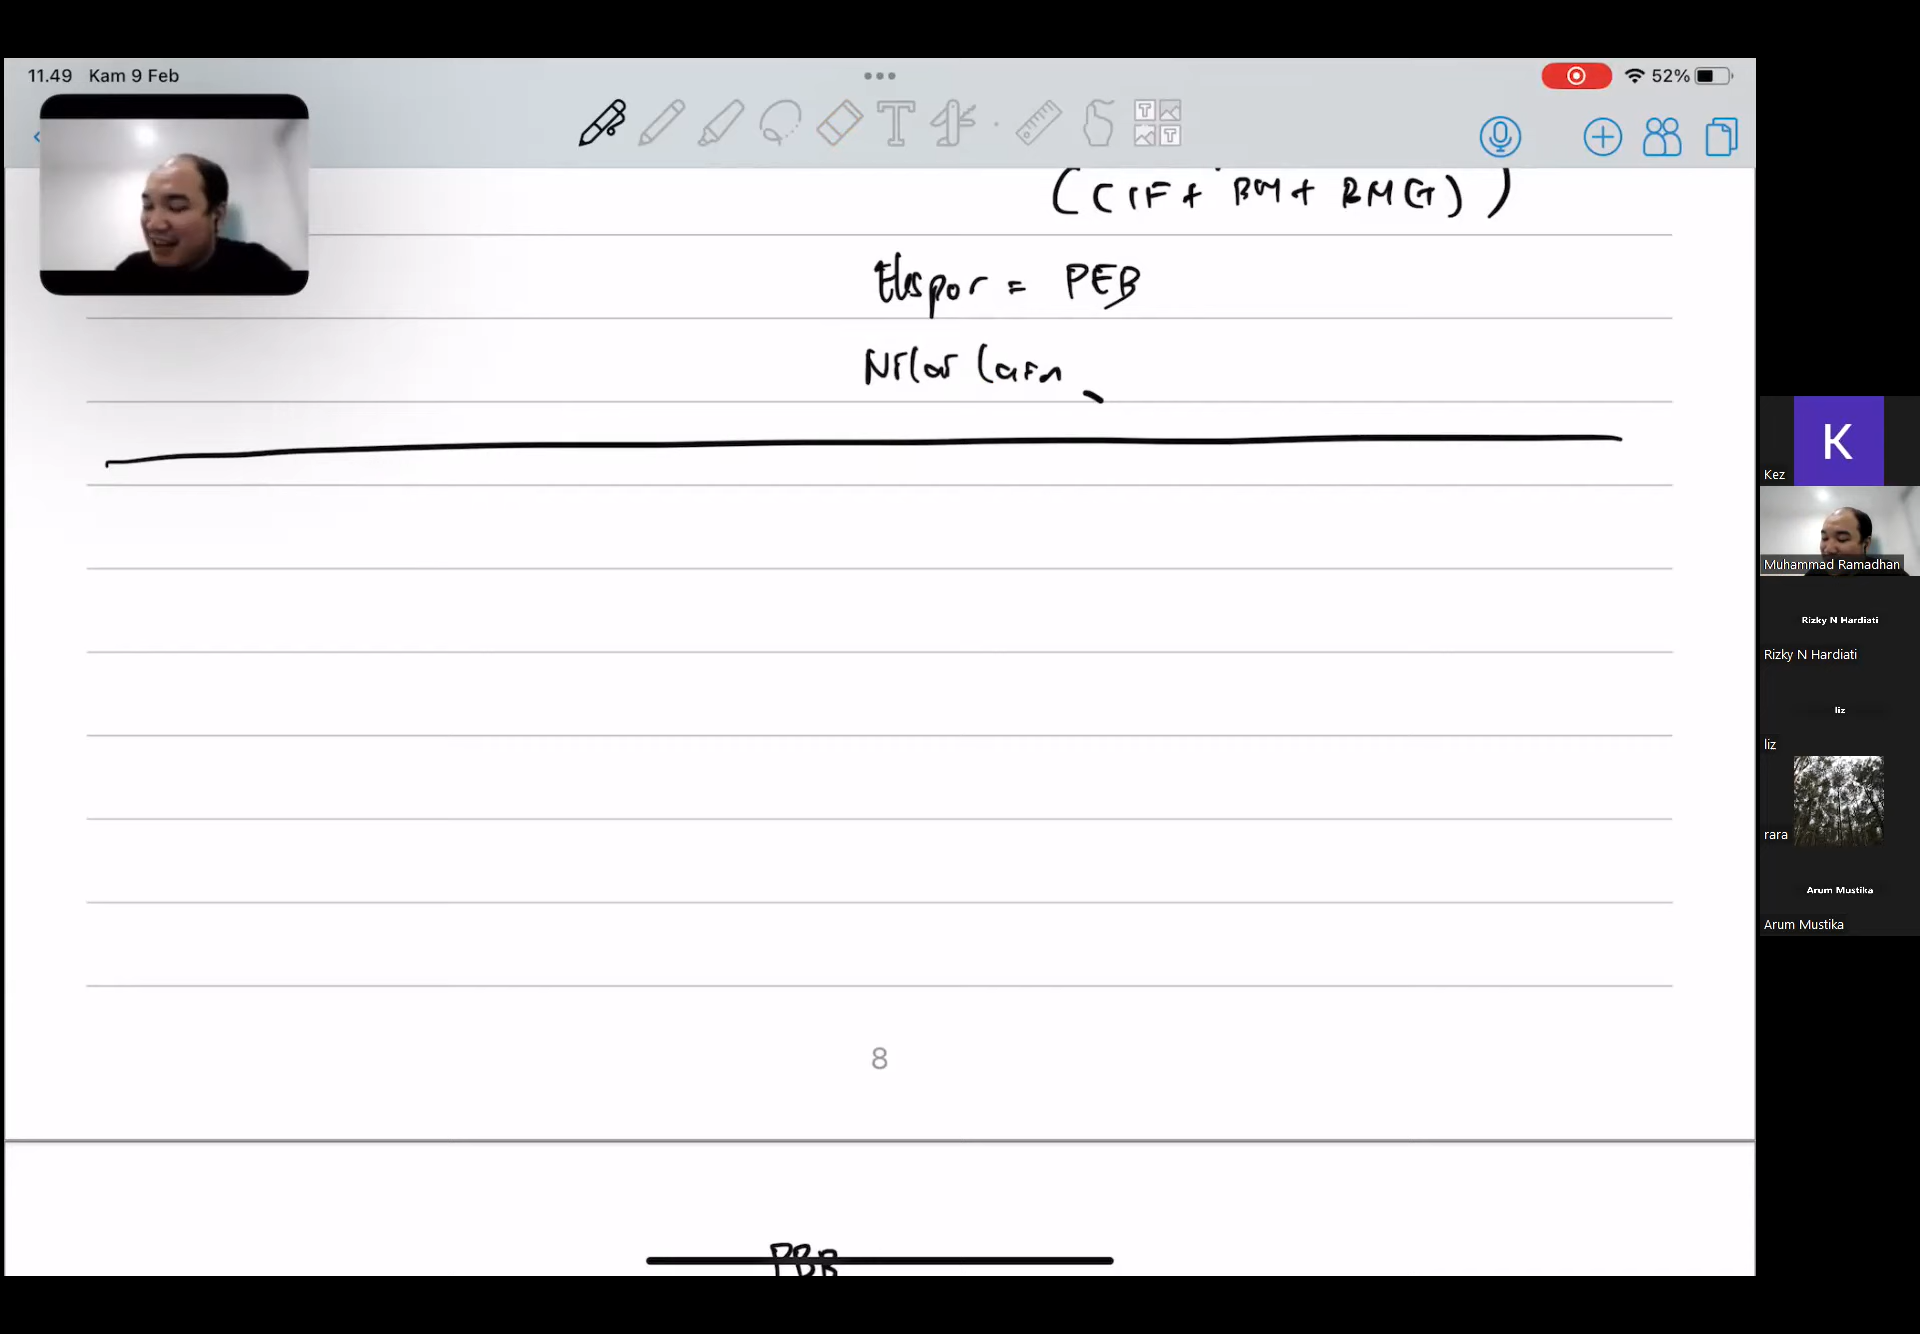 11.49 Kam 9 Feb
52%
(CIF + BM + BMG))
Ekspor = PEB
Nilai lain
8
PBB
K
Kez
Muhammad Ramadhan
Rizky N Hardiati
Rizky N Hardiati
liz
liz
rara
Arum Mustika
Arum Mustika